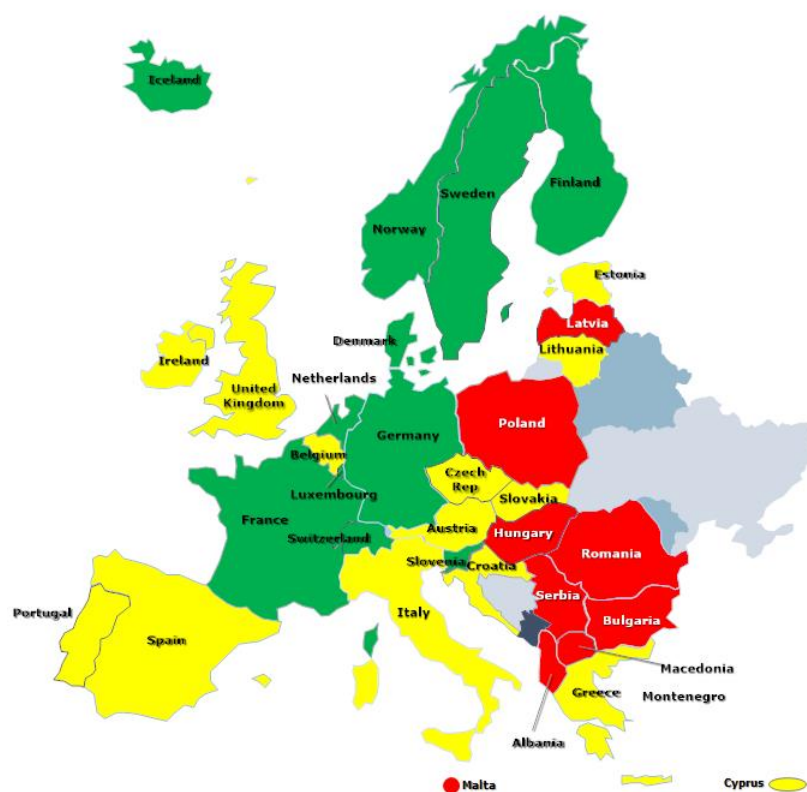 Iceland
Finland
Sweden
Norway
Estonia
Latvia
Denmark
Lithuania
Ireland
Netherlands
United
Kingdom
Poland
Germany
Belgium
Czech
Rep
Luxembourg
Slovakia
France
Austria
Hungary
Switzerland
Romania
Slovenia
Croatia
Serbia
Portugal
Italy
Bulgaria
Spain
Macedonia
Greece
Montenegro
Albania
Malta
Cyprus